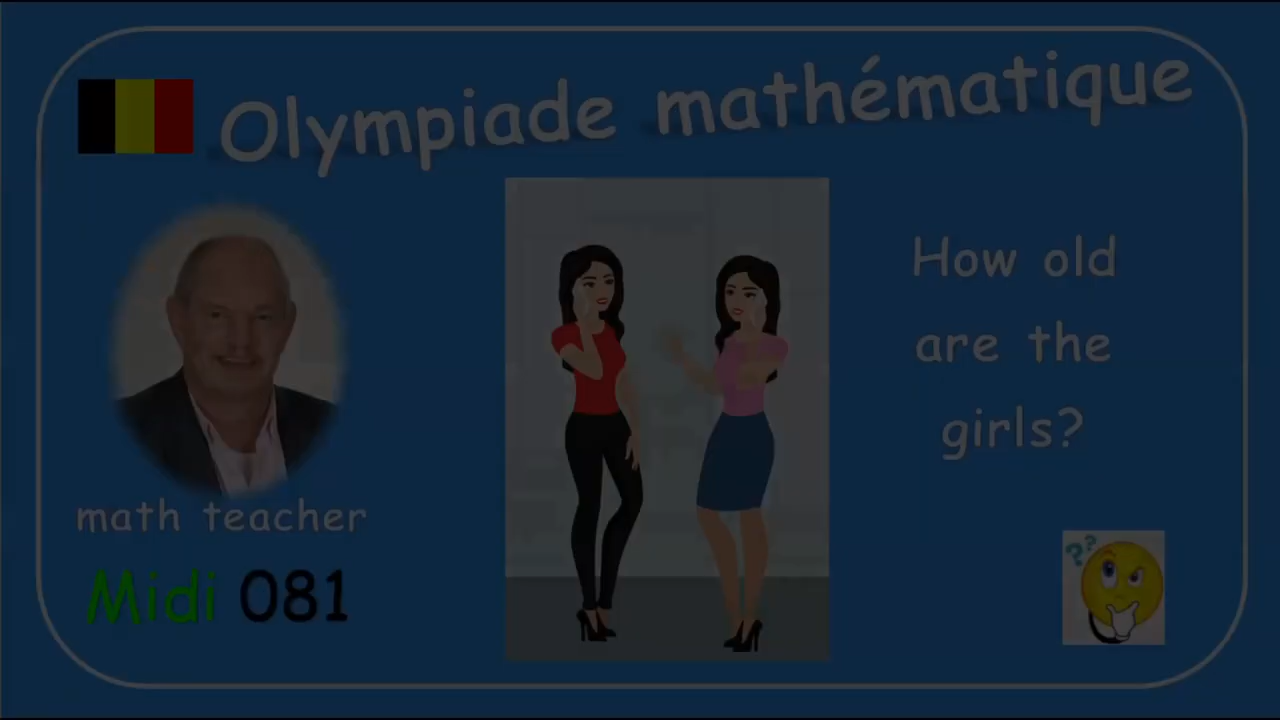 Olympiade mathématique
How old
are the
girls?
math teacher
Midi 081
??